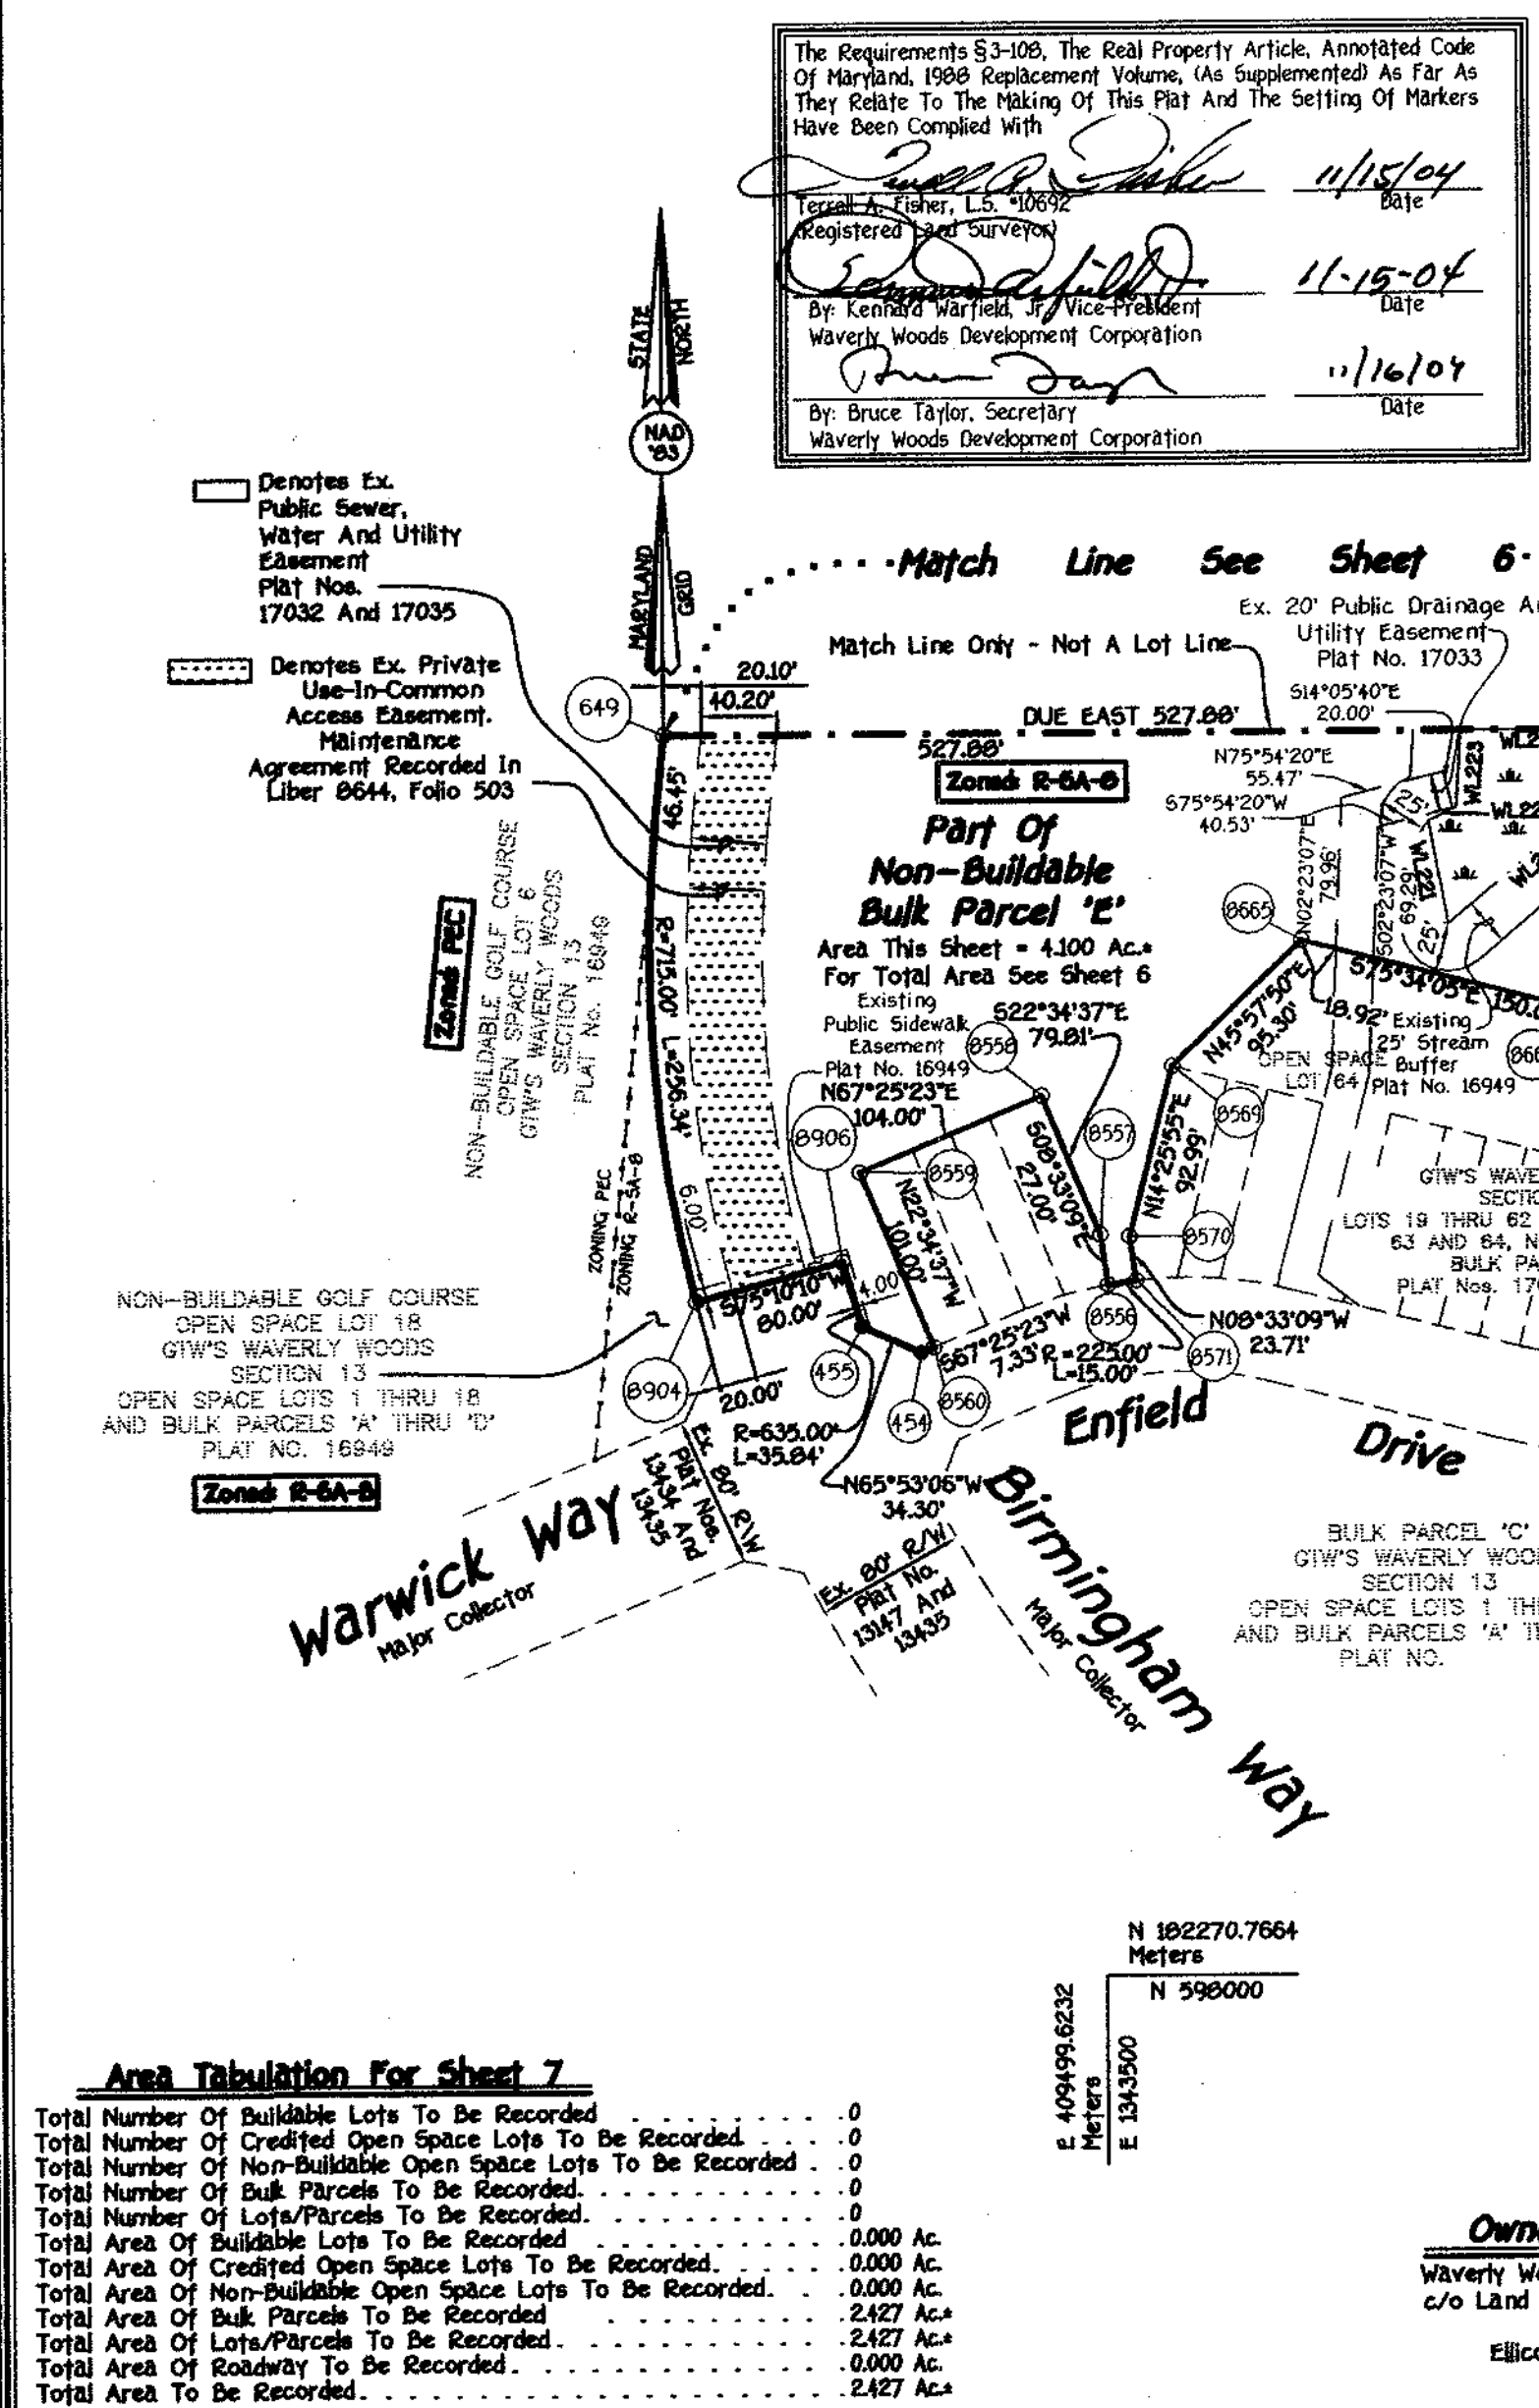 The Requirements §3-108, The Real Property Article, Annotated Code
Of Maryland, 1988 Replacement Volume, (As Supplemented) As Far As
They Relate To The Making Of This Plat And The Setting Of Markers
Have Been Complied With
11/15/04
Terrell A. Fisher, L.S. #10692
Date
(Registered Land Surveyor)
11-15-04
By: Kennard Warfield, Jr. Vice-President
Date
Waverly Woods Development Corporation
11/16/04
By: Bruce Taylor, Secretary
Date
Waverly Woods Development Corporation
STATE
NORTH
NAD
'83
MARYLAND
GRID
Denotes Ex.
Public Sewer,
Water And Utility
Easement
Plat Nos.
17032 And 17035
Denotes Ex. Private
Use-In-Common
Access Easement.
Maintenance
Agreement Recorded In
Liber 8644, Folio 503
Match Line See Sheet 6
Ex. 20' Public Drainage
Utility Easement
Plat No. 17033
Match Line Only - Not A Lot Line
649
20.10'
40.20'
DUE EAST 527.88'
527.88'
S14°05'40"E
20.00'
N75°54'20"E
55.47'
S75°54'20"W
40.53'
25'
WL223
WL221
25'
Zoned: R-SA-8
Part Of
Non-Buildable
Bulk Parcel 'E'
Area This Sheet = 4.100 Ac.±
For Total Area See Sheet 6
46.45'
R=715.00' L=256.34'
Zoned: PEC
NON-BUILDABLE GOLF COURSE
OPEN SPACE LOT 6
GTW'S WAVERLY WOODS
SECTION 13
PLAT No. 16949
8665
N02°23'07"E
79.96'
S02°23'07"W
69.29'
S75°34'05"E
N45°57'50"E
95.30'
18.92'
Existing
25' Stream
Buffer
Plat No. 16949
OPEN SPACE
LOT 64
Existing
Public Sidewalk
Easement
Plat No. 16949
8558
S22°34'37"E
79.81'
N67°25'23"E
104.00'
8906
8559
8557
8569
8570
S08°33'09"E
27.00'
N14°25'55"E
92.99'
N22°34'37"W
101.00'
ZONING PEC
ZONING R-SA-8
6.00'
S75°10'10"W
80.00'
4.00'
S67°25'23"W
7.33'
R=225.00'
L=15.00'
8556
8571
N08°33'09"W
23.71'
LOTS 19 THRU 62
63 AND 64,
PLAT Nos.
NON-BUILDABLE GOLF COURSE
OPEN SPACE LOT 18
GTW'S WAVERLY WOODS
SECTION 13
OPEN SPACE LOTS 1 THRU 18
AND BULK PARCELS 'A' THRU 'D'
PLAT NO. 16949
Zoned: R-SA-8
8904
20.00'
455
454
8560
R=635.00'
L=35.84'
N65°53'06"W
34.30'
Enfield Drive
Warwick Way
Major Collector
Ex. 80' R/W
Plat Nos.
13434 And
13435
Ex. 80' R/W
Plat No.
13147 And
13435
Birmingham Way
Major Collector
BULK PARCEL 'C'
GTW'S WAVERLY
SECTION 13
OPEN SPACE LOTS 1
AND BULK PARCELS 'A'
PLAT NO.
N 182270.7664
Meters
N 598000
E 409499.6232
Meters
E 1343500
Area Tabulation For Sheet 7
Total Number Of Buildable Lots To Be Recorded . . . . . . . . . 0
Total Number Of Credited Open Space Lots To Be Recorded . . . . 0
Total Number Of Non-Buildable Open Space Lots To Be Recorded . . 0
Total Number Of Bulk Parcels To Be Recorded. . . . . . . . . . . 0
Total Number Of Lots/Parcels To Be Recorded. . . . . . . . . . . 0
Total Area Of Buildable Lots To Be Recorded . . . . . . . . . . 0.000 Ac.
Total Area Of Credited Open Space Lots To Be Recorded. . . . . . 0.000 Ac.
Total Area Of Non-Buildable Open Space Lots To Be Recorded. . . 0.000 Ac.
Total Area Of Bulk Parcels To Be Recorded . . . . . . . . . 2.427 Ac.±
Total Area Of Lots/Parcels To Be Recorded. . . . . . . . . . . . 2.427 Ac.±
Total Area Of Roadway To Be Recorded. . . . . . . . . . . . . . 0.000 Ac.
Total Area To Be Recorded. . . . . . . . . . . . . . . . . . . . 2.427 Ac.±
Waverly
c/o Land